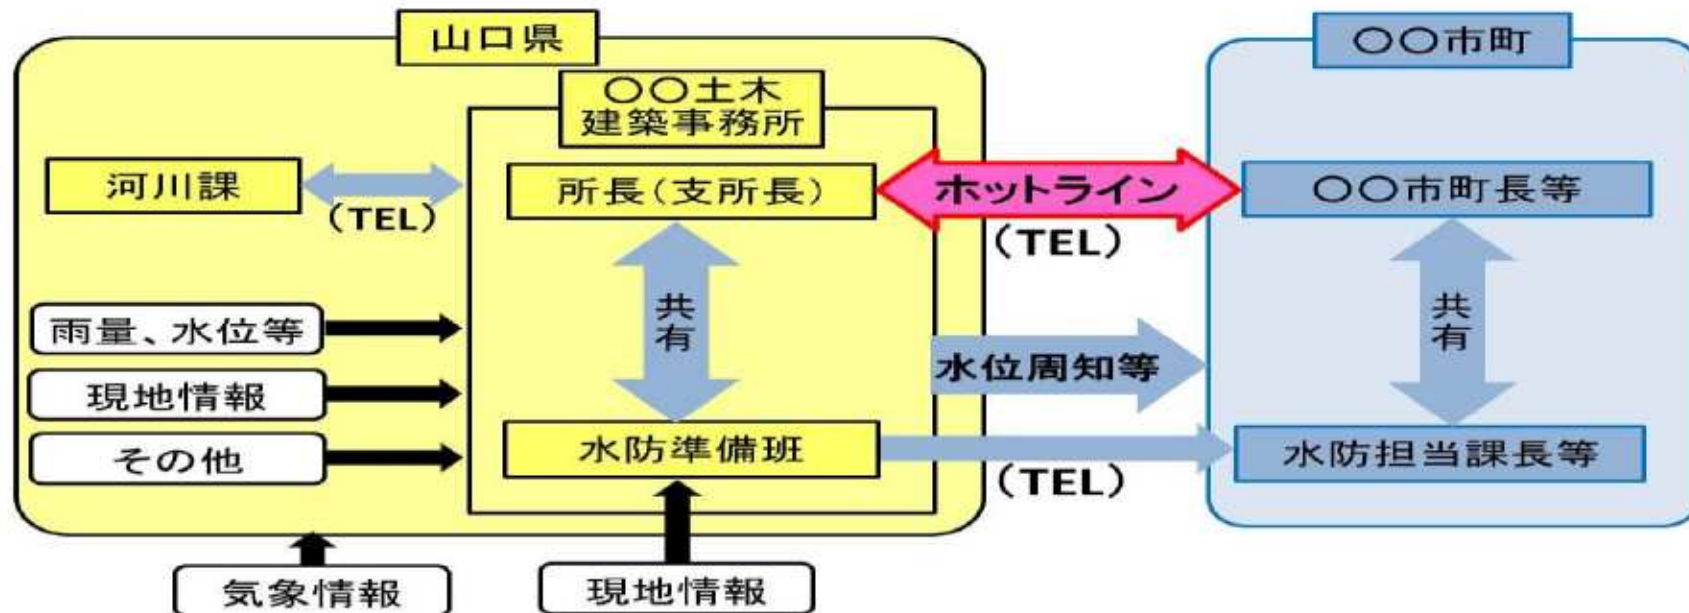 山口県
〇〇市町
〇〇土木
建築事務所
河川課
(TEL)
所長(支所長)
ホットライン
(TEL)
〇〇市町長等
共有
共有
雨量、水位等
現地情報
その他
水位周知等
水防準備班
(TEL)
水防担当課長等
気象情報
現地情報